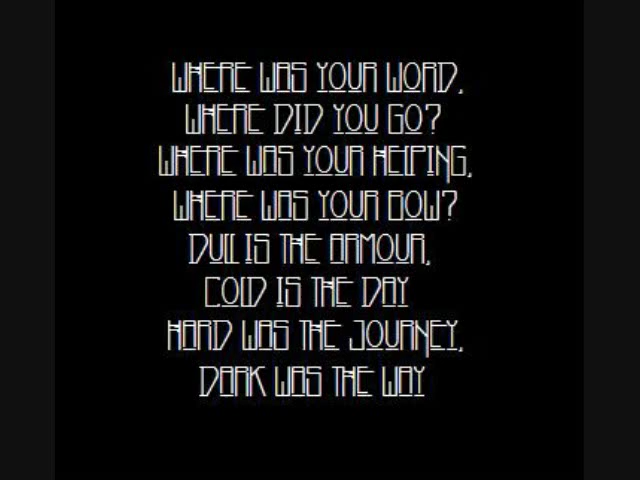 WHERE WAS YOUR WORD,
WHERE DID YOU GO?
WHERE WAS YOUR HELPING,
WHERE WAS YOUR BOW?
DULL IS THE ARMOUR,
COLD IS THE DAY
HARD WAS THE JOURNEY,
DARK WAS THE WAY